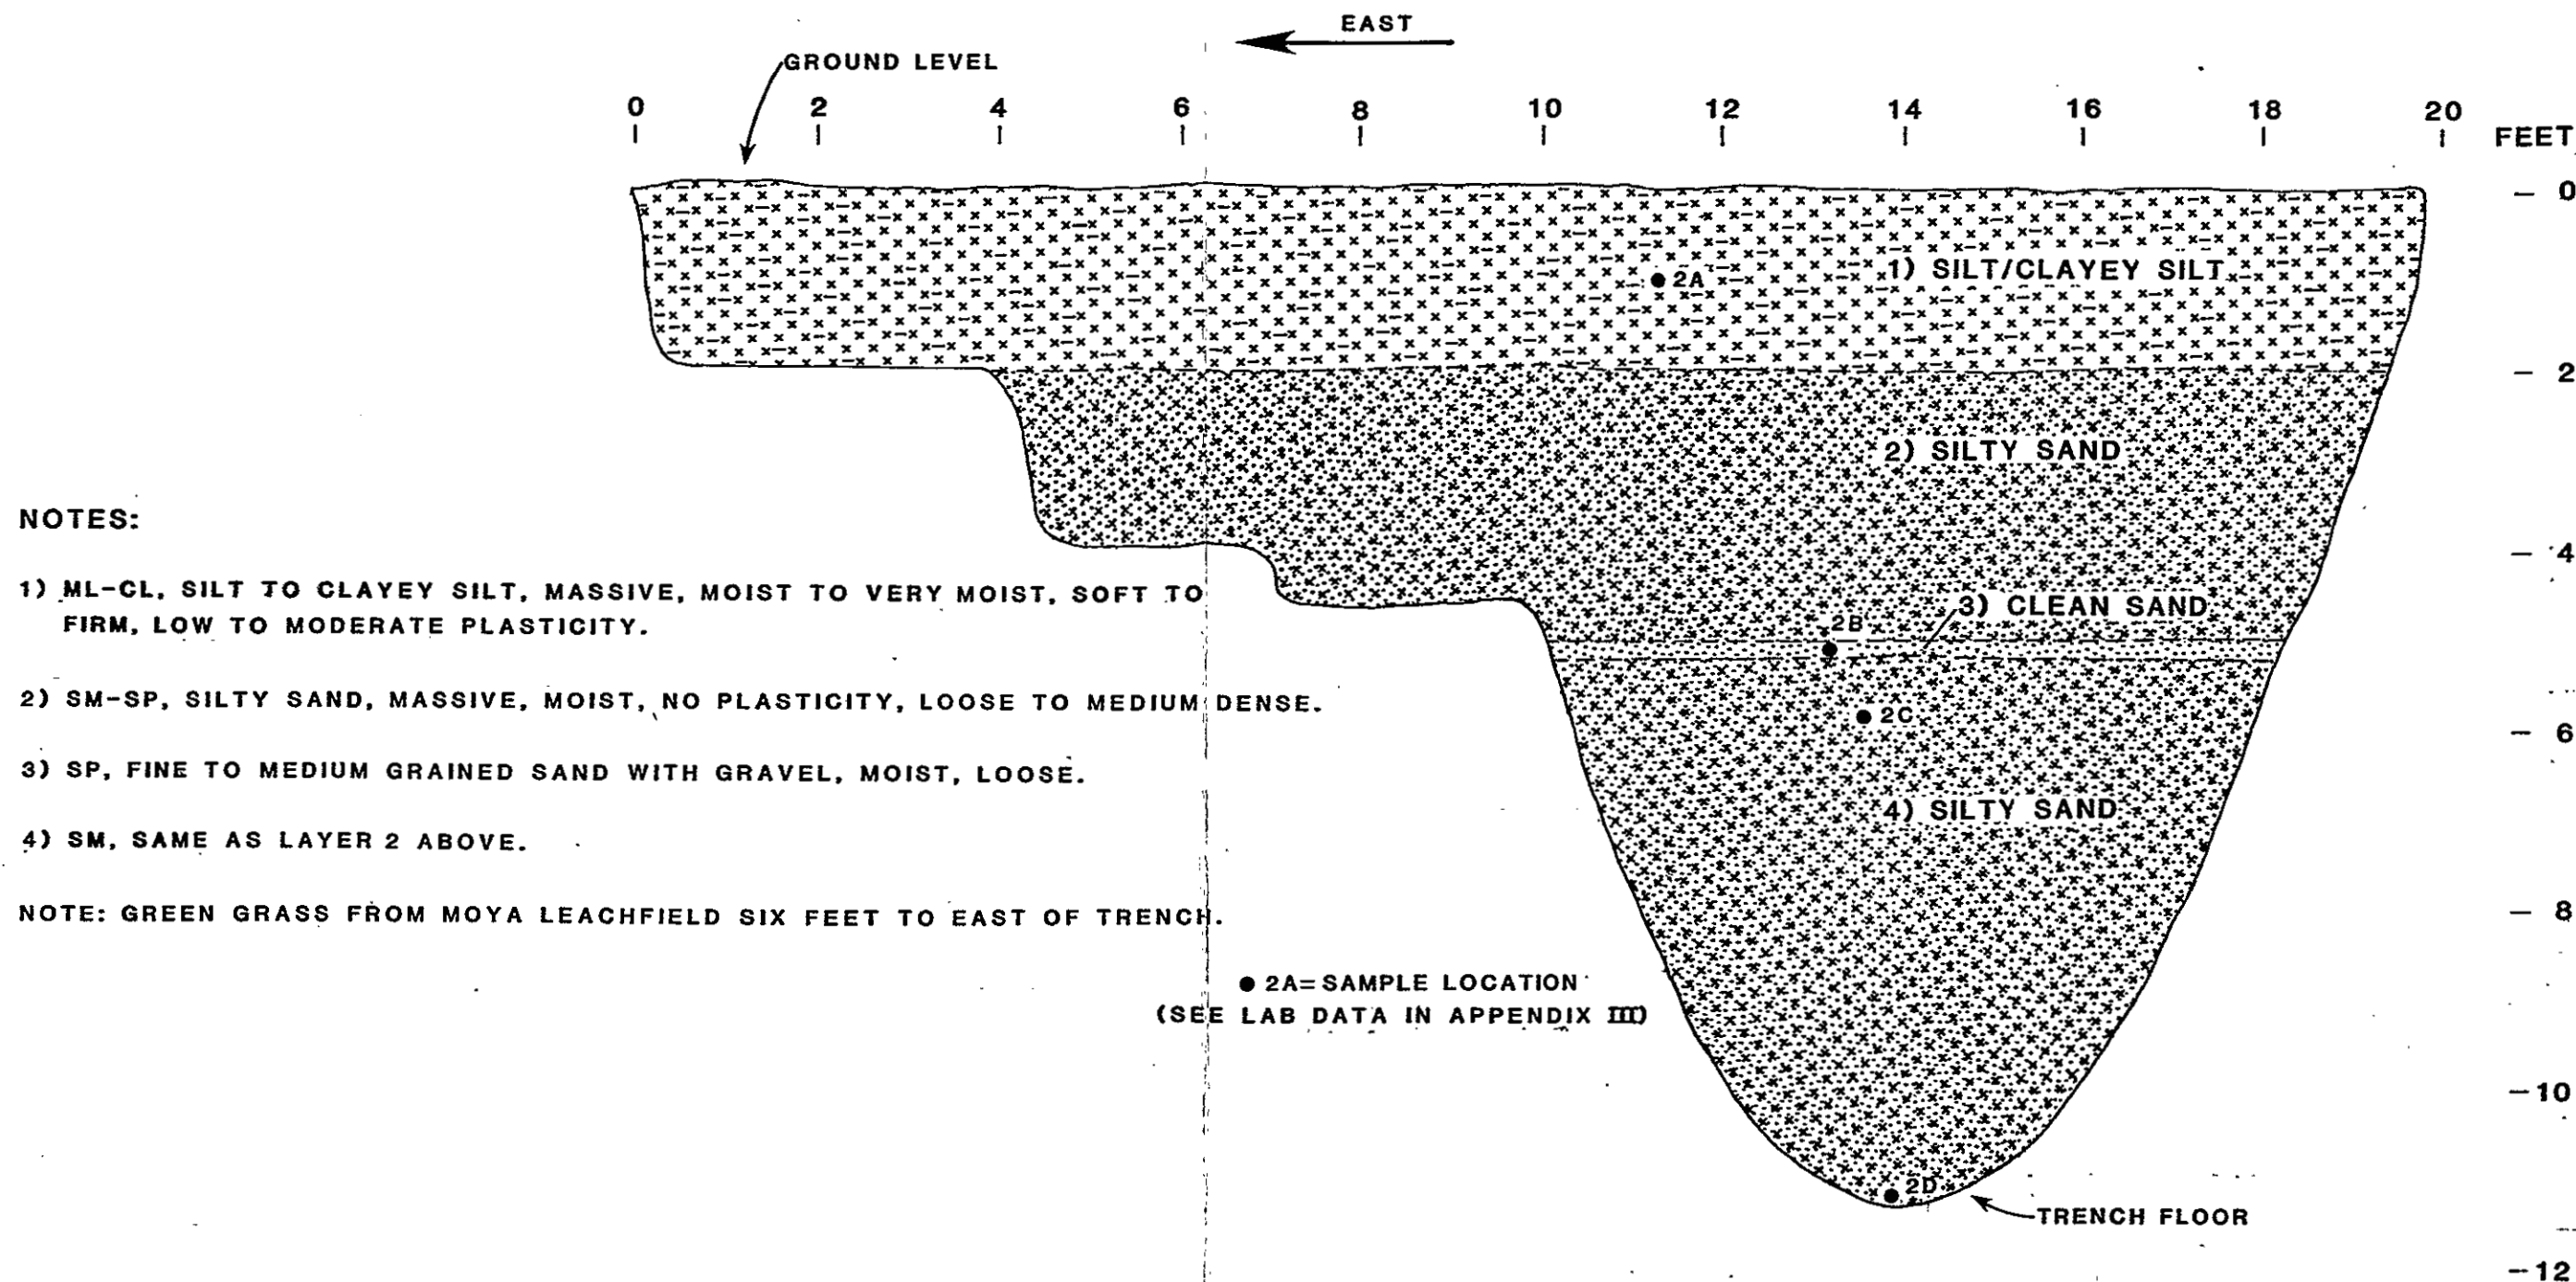 EAST
GROUND LEVEL
0 2 4 6 8 10 12 14 16 18 20
FEET
— 0
— 2
— 4
— 6
— 8
— 10
— 12
1) SILT/CLAYEY SILT
2A
2) SILTY SAND
3) CLEAN SAND
2B
2C
4) SILTY SAND
2D
TRENCH FLOOR
NOTES:
1) ML-CL, SILT TO CLAYEY SILT, MASSIVE, MOIST TO VERY MOIST, SOFT TO
FIRM, LOW TO MODERATE PLASTICITY.
2) SM-SP, SILTY SAND, MASSIVE, MOIST, NO PLASTICITY, LOOSE TO MEDIUM DENSE.
3) SP, FINE TO MEDIUM GRAINED SAND WITH GRAVEL, MOIST, LOOSE.
4) SM, SAME AS LAYER 2 ABOVE.
NOTE: GREEN GRASS FROM MOYA LEACHFIELD SIX FEET TO EAST OF TRENCH.
● 2A=SAMPLE LOCATION
(SEE LAB DATA IN APPENDIX III)